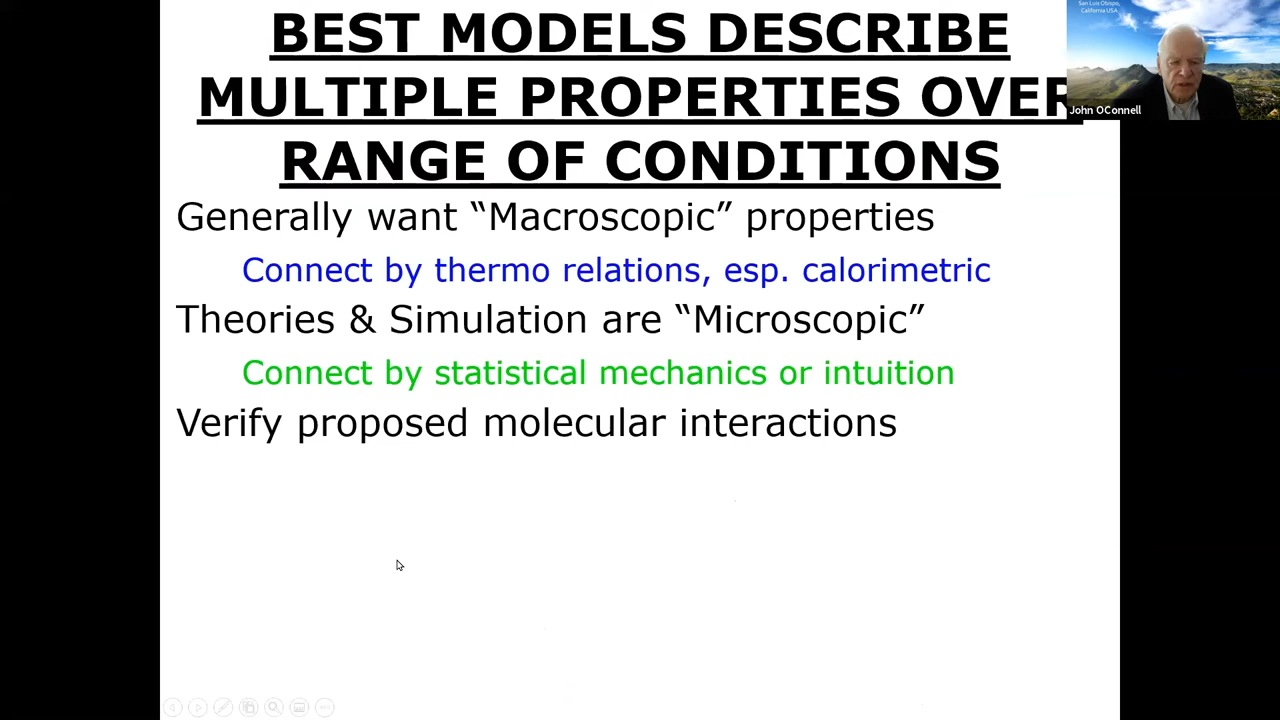 BEST MODELS DESCRIBE
MULTIPLE PROPERTIES OVER
RANGE OF CONDITIONS
Generally want “Macroscopic” properties
Connect by thermo relations, esp. calorimetric
Theories & Simulation are “Microscopic”
Connect by statistical mechanics or intuition
Verify proposed molecular interactions
San Luis Obispo,
California USA
John OConnell